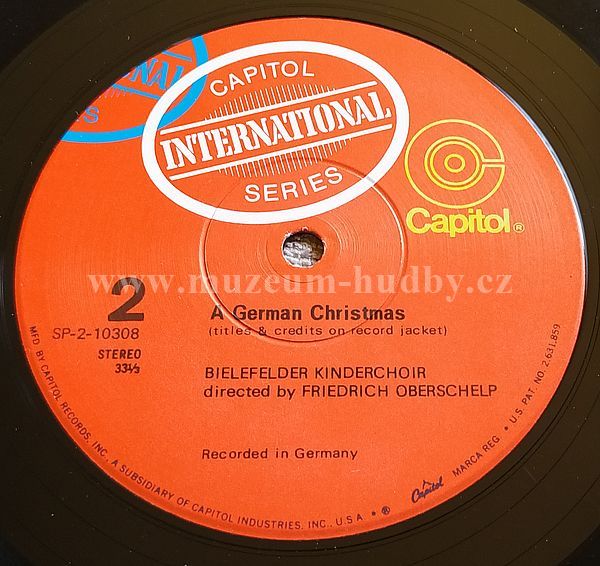 CAPITOL
INTERNATIONAL
SERIES
NAL
ES
Capitol®
www.muzeum-hudby.cz
2
SP-2-10308
STEREO
33⅓
A German Christmas
(titles & credits on record jacket)
BIELEFELDER KINDERCHOIR
directed by FRIEDRICH OBERSCHELP
Recorded in Germany
MFD. BY CAPITOL RECORDS, INC., A SUBSIDIARY OF CAPITOL INDUSTRIES, INC., U.S.A. • ® Capitol MARCA REG. • U.S. PAT. NO. 2,631,859